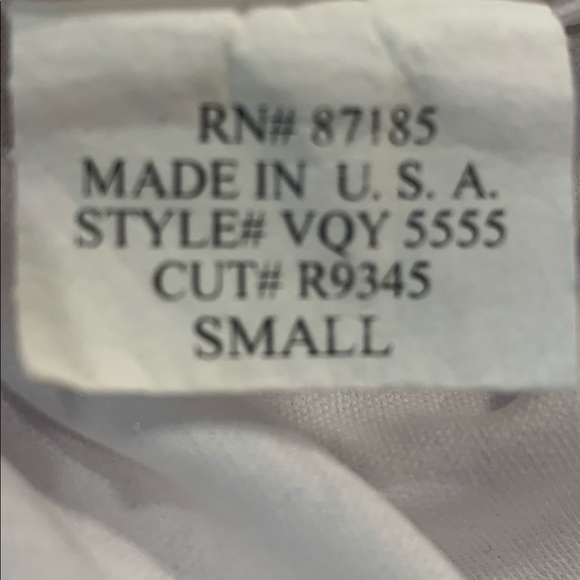 RN# 87185
MADE IN U. S. A.
STYLE# VQY 5555
CUT# R9345
SMALL